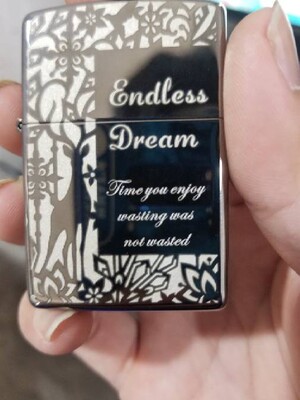 Endless
Dream
Time you enjoy
wasting was
not wasted